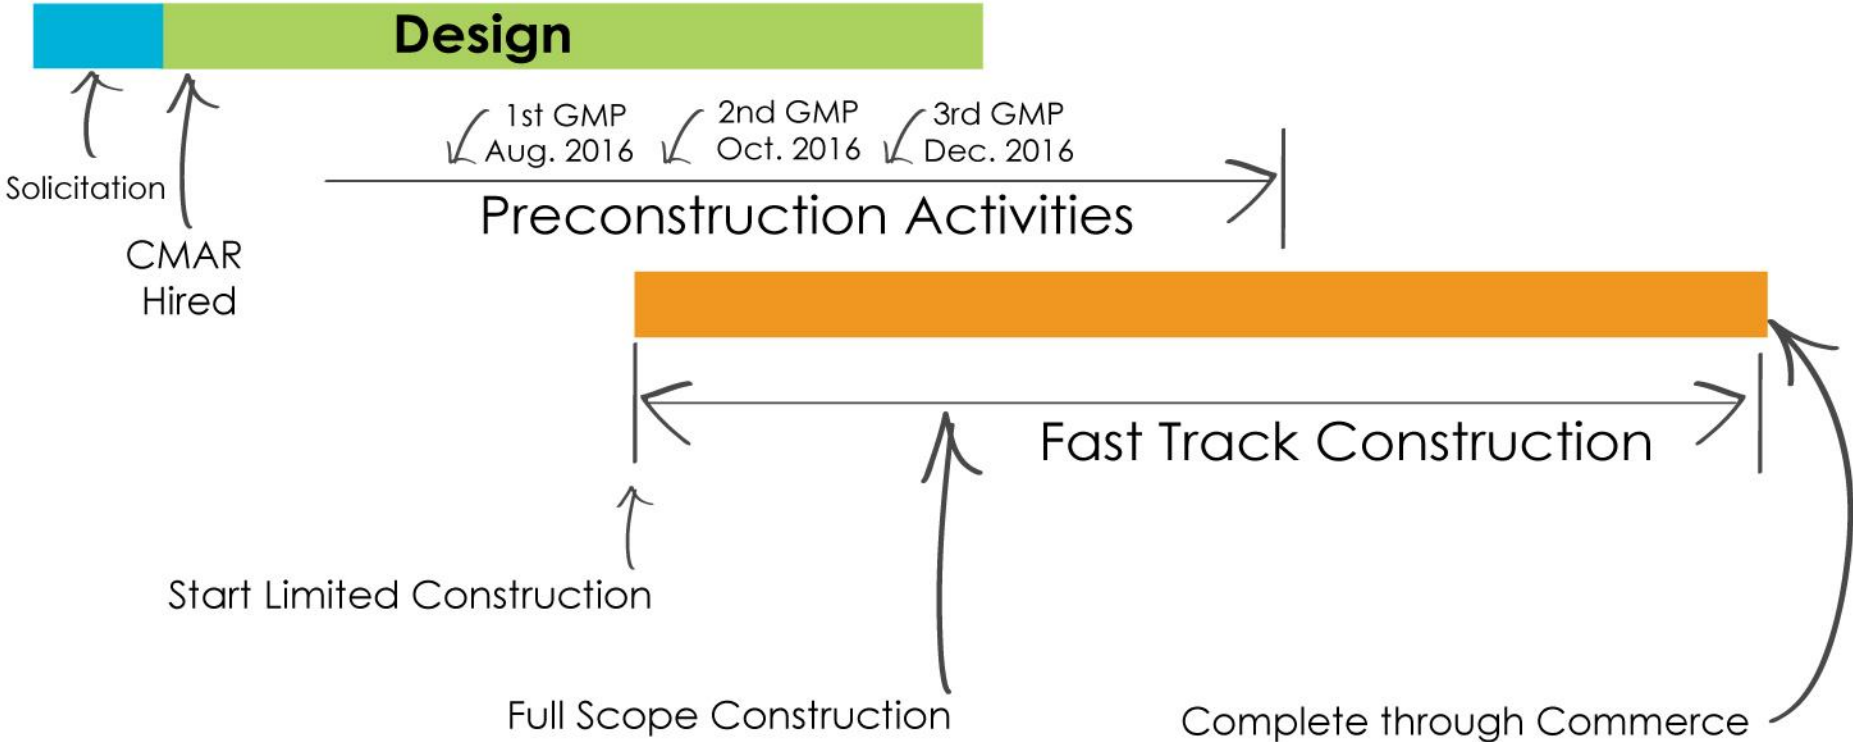 Design
1st GMP
Aug. 2016
2nd GMP
Oct. 2016
3rd GMP
Dec. 2016
Solicitation
Preconstruction Activities
CMAR
Hired
Fast Track Construction
Start Limited Construction
Full Scope Construction
Complete through Commerce